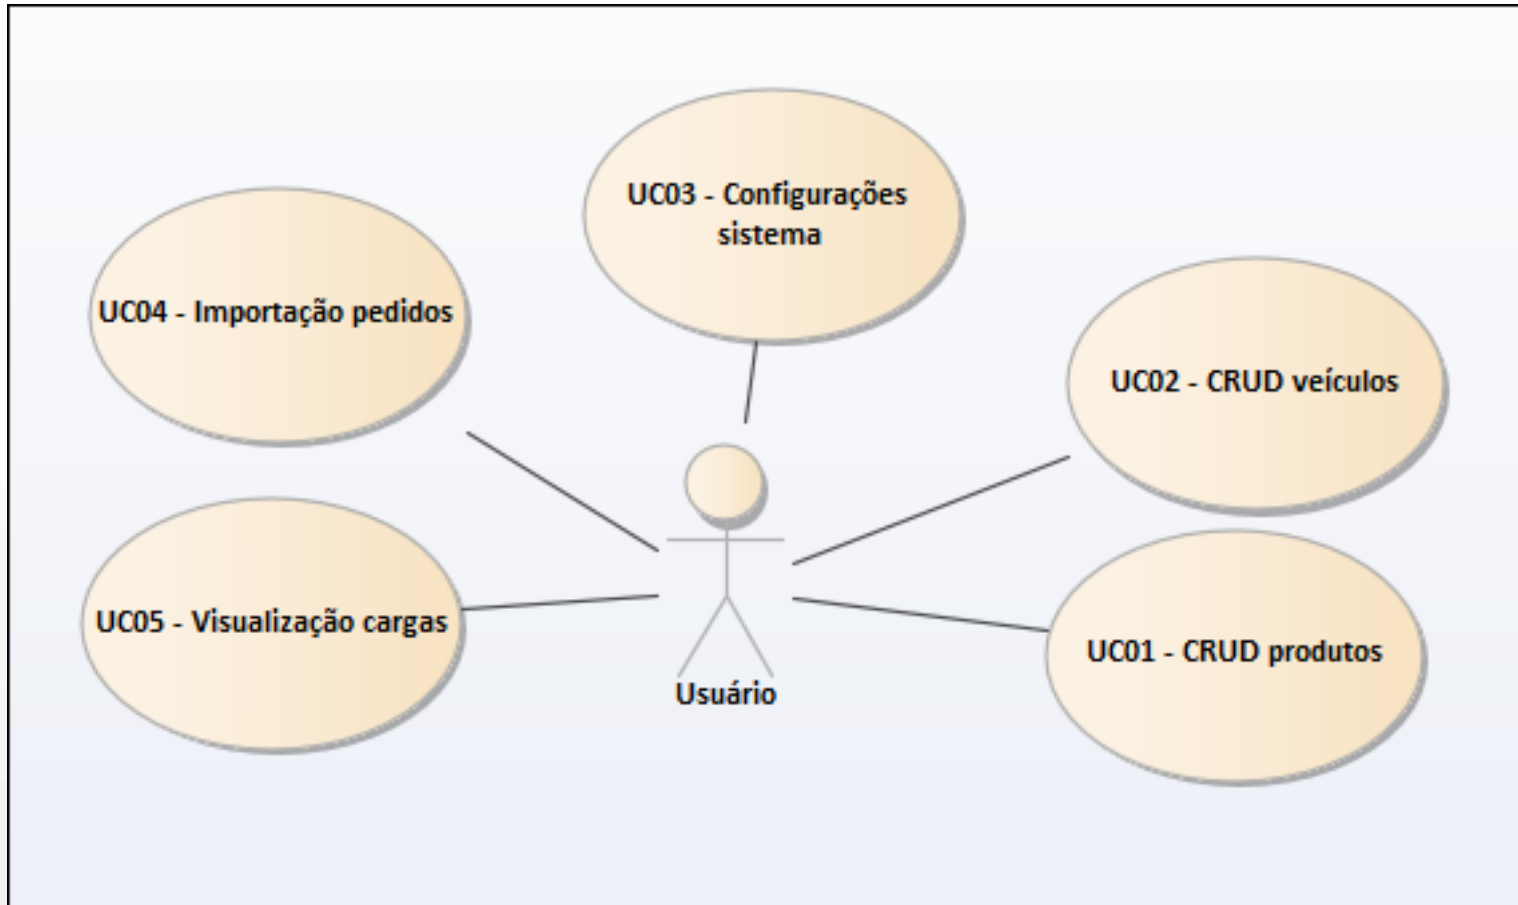 UC03 - Configurações
sistema
UC04 - Importação pedidos
UC02 - CRUD veículos
UC05 - Visualização cargas
UC01 - CRUD produtos
Usuário